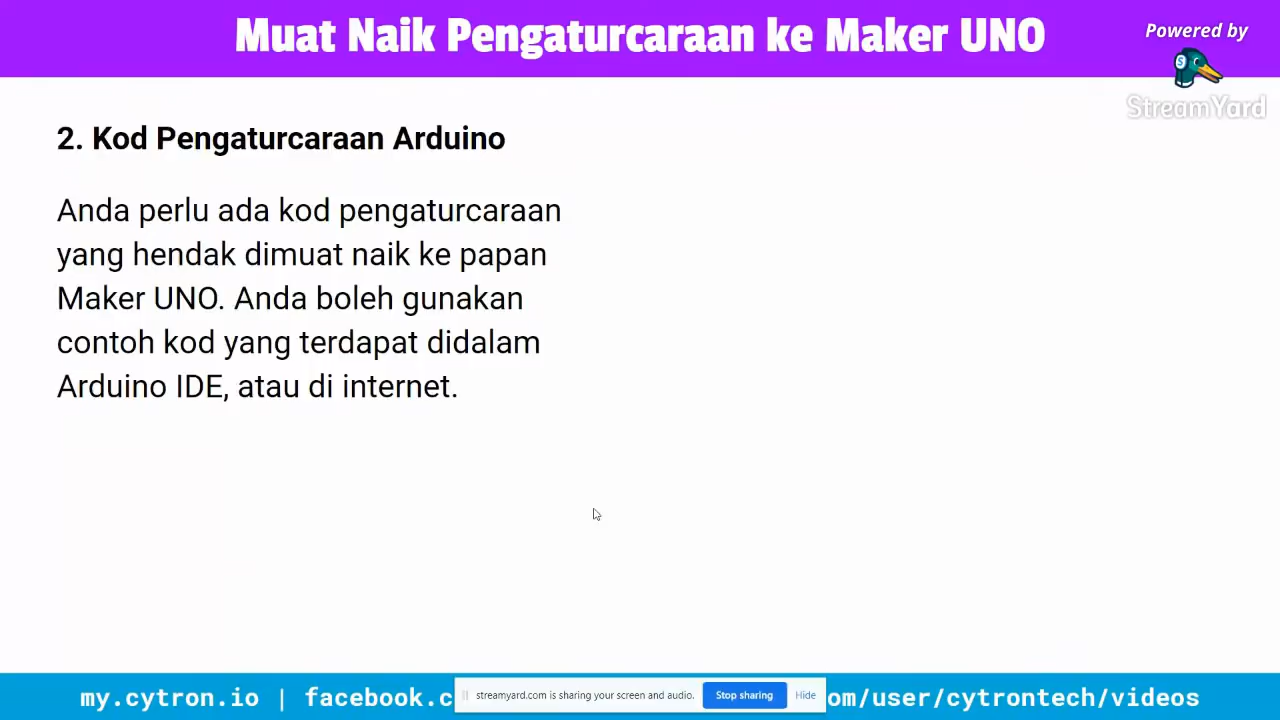 Muat Naik Pengaturcaraan ke Maker UNO
Powered by
StreamYard
2. Kod Pengaturcaraan Arduino
Anda perlu ada kod pengaturcaraan
yang hendak dimuat naik ke papan
Maker UNO. Anda boleh gunakan
contoh kod yang terdapat didalam
Arduino IDE, atau di internet.
my.cytron.io | facebook.c
streamyard.com is sharing your screen and audio. Stop sharing Hide
om/user/cytrontech/videos